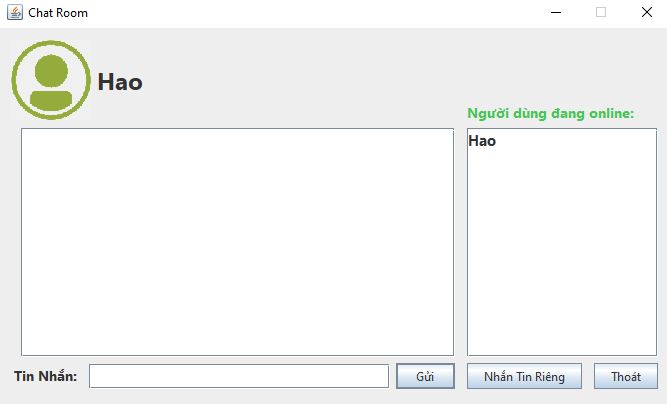 Chat Room
Hao
Người dùng đang online:
Hao
Tin Nhắn:
Gửi
Nhắn Tin Riêng
Thoát